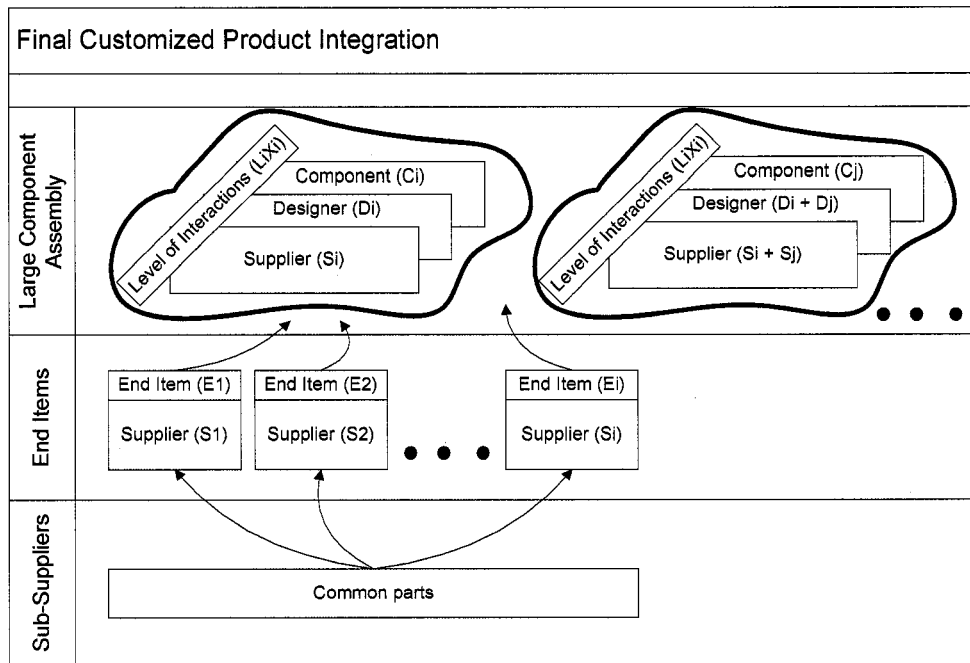 Final Customized Product Integration
Large Component
Assembly
Level of Interactions (LiXi)
Component (Ci)
Designer (Di)
Supplier (Si)
Level of Interactions (LiXi)
Component (Cj)
Designer (Di + Dj)
Supplier (Si + Sj)
End Items
End Item (E1)
Supplier (S1)
End Item (E2)
Supplier (S2)
End Item (Ei)
Supplier (Si)
Sub-Suppliers
Common parts